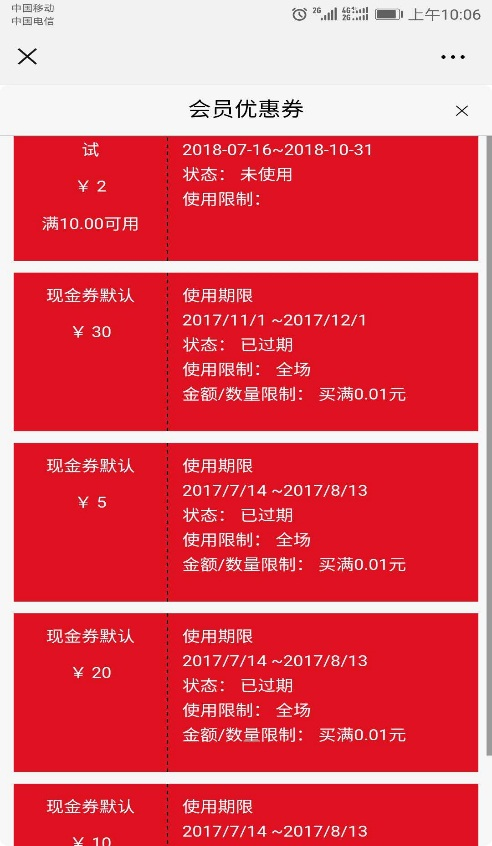 中国移动
中国电信
2G 4G 2G 上午10:06
会员优惠券
试
¥ 2
满10.00可用
2018-07-16~2018-10-31
状态： 未使用
使用限制：
现金券默认
¥ 30
使用期限
2017/11/1 ~2017/12/1
状态： 已过期
使用限制： 全场
金额/数量限制： 买满0.01元
现金券默认
¥ 5
使用期限
2017/7/14 ~2017/8/13
状态： 已过期
使用限制： 全场
金额/数量限制： 买满0.01元
现金券默认
¥ 20
使用期限
2017/7/14 ~2017/8/13
状态： 已过期
使用限制： 全场
金额/数量限制： 买满0.01元
现金券默认
¥ 10
使用期限
2017/7/14 ~2017/8/13